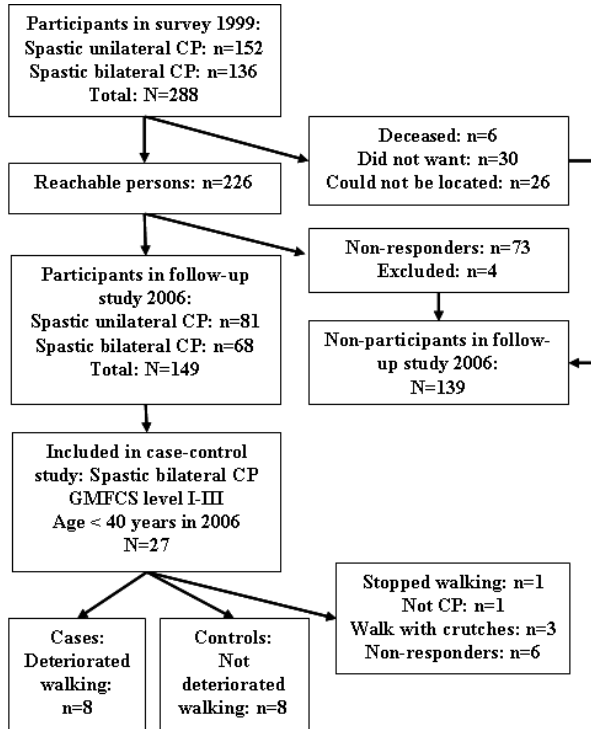 Participants in survey 1999:
Spastic unilateral CP: n=152
Spastic bilateral CP: n=136
Total: N=288
Deceased: n=6
Did not want: n=30
Could not be located: n=26
Reachable persons: n=226
Non-responders: n=73
Excluded: n=4
Participants in follow-up
study 2006:
Spastic unilateral CP: n=81
Spastic bilateral CP: n=68
Total: N=149
Non-participants in follow-
up study 2006:
N=139
Included in case-control
study: Spastic bilateral CP
GMFCS level I-III
Age < 40 years in 2006
N=27
Stopped walking: n=1
Not CP: n=1
Walk with crutches: n=3
Non-responders: n=6
Cases:
Deteriorated
walking:
n=8
Controls:
Not
deteriorated
walking: n=8